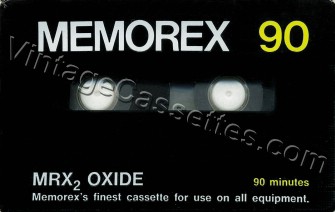 MEMOREX 90
VintageCassettes.com
MRX₂ OXIDE
90 minutes
Memorex's finest cassette for use on all equipment.